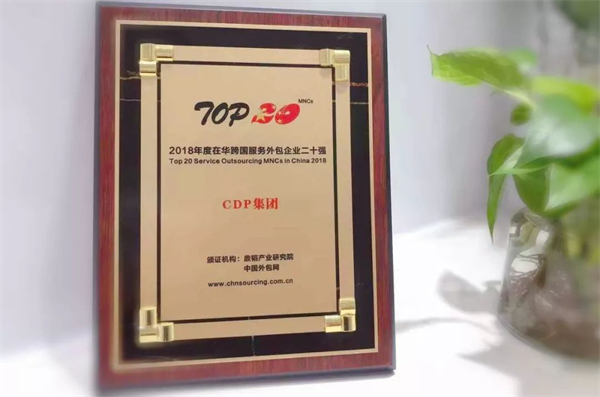 TOP 20 MNCs
2018年度在华跨国服务外包企业二十强
Top 20 Service Outsourcing MNCs in China 2018
CDP集团
颁证机构：鼎韬产业研究院
中国外包网
www.chnsourcing.com.cn